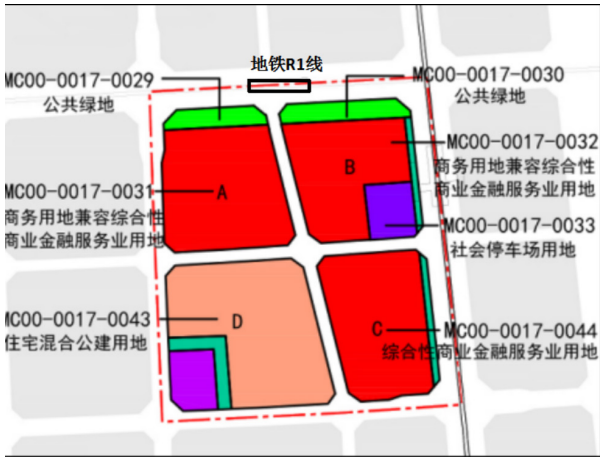 地铁R1线
MC00-0017-0029
公共绿地
MC00-0017-0030
公共绿地
MC00-0017-0032
商务用地兼容综合性
商业金融服务业用地
B
MC00-0017-0031
A
商务用地兼容综合性
商业金融服务业用地
MC00-0017-0033
社会停车场用地
MC00-0017-0043
住宅混合公建用地
D
C
MC00-0017-0044
综合性商业金融服务业用地